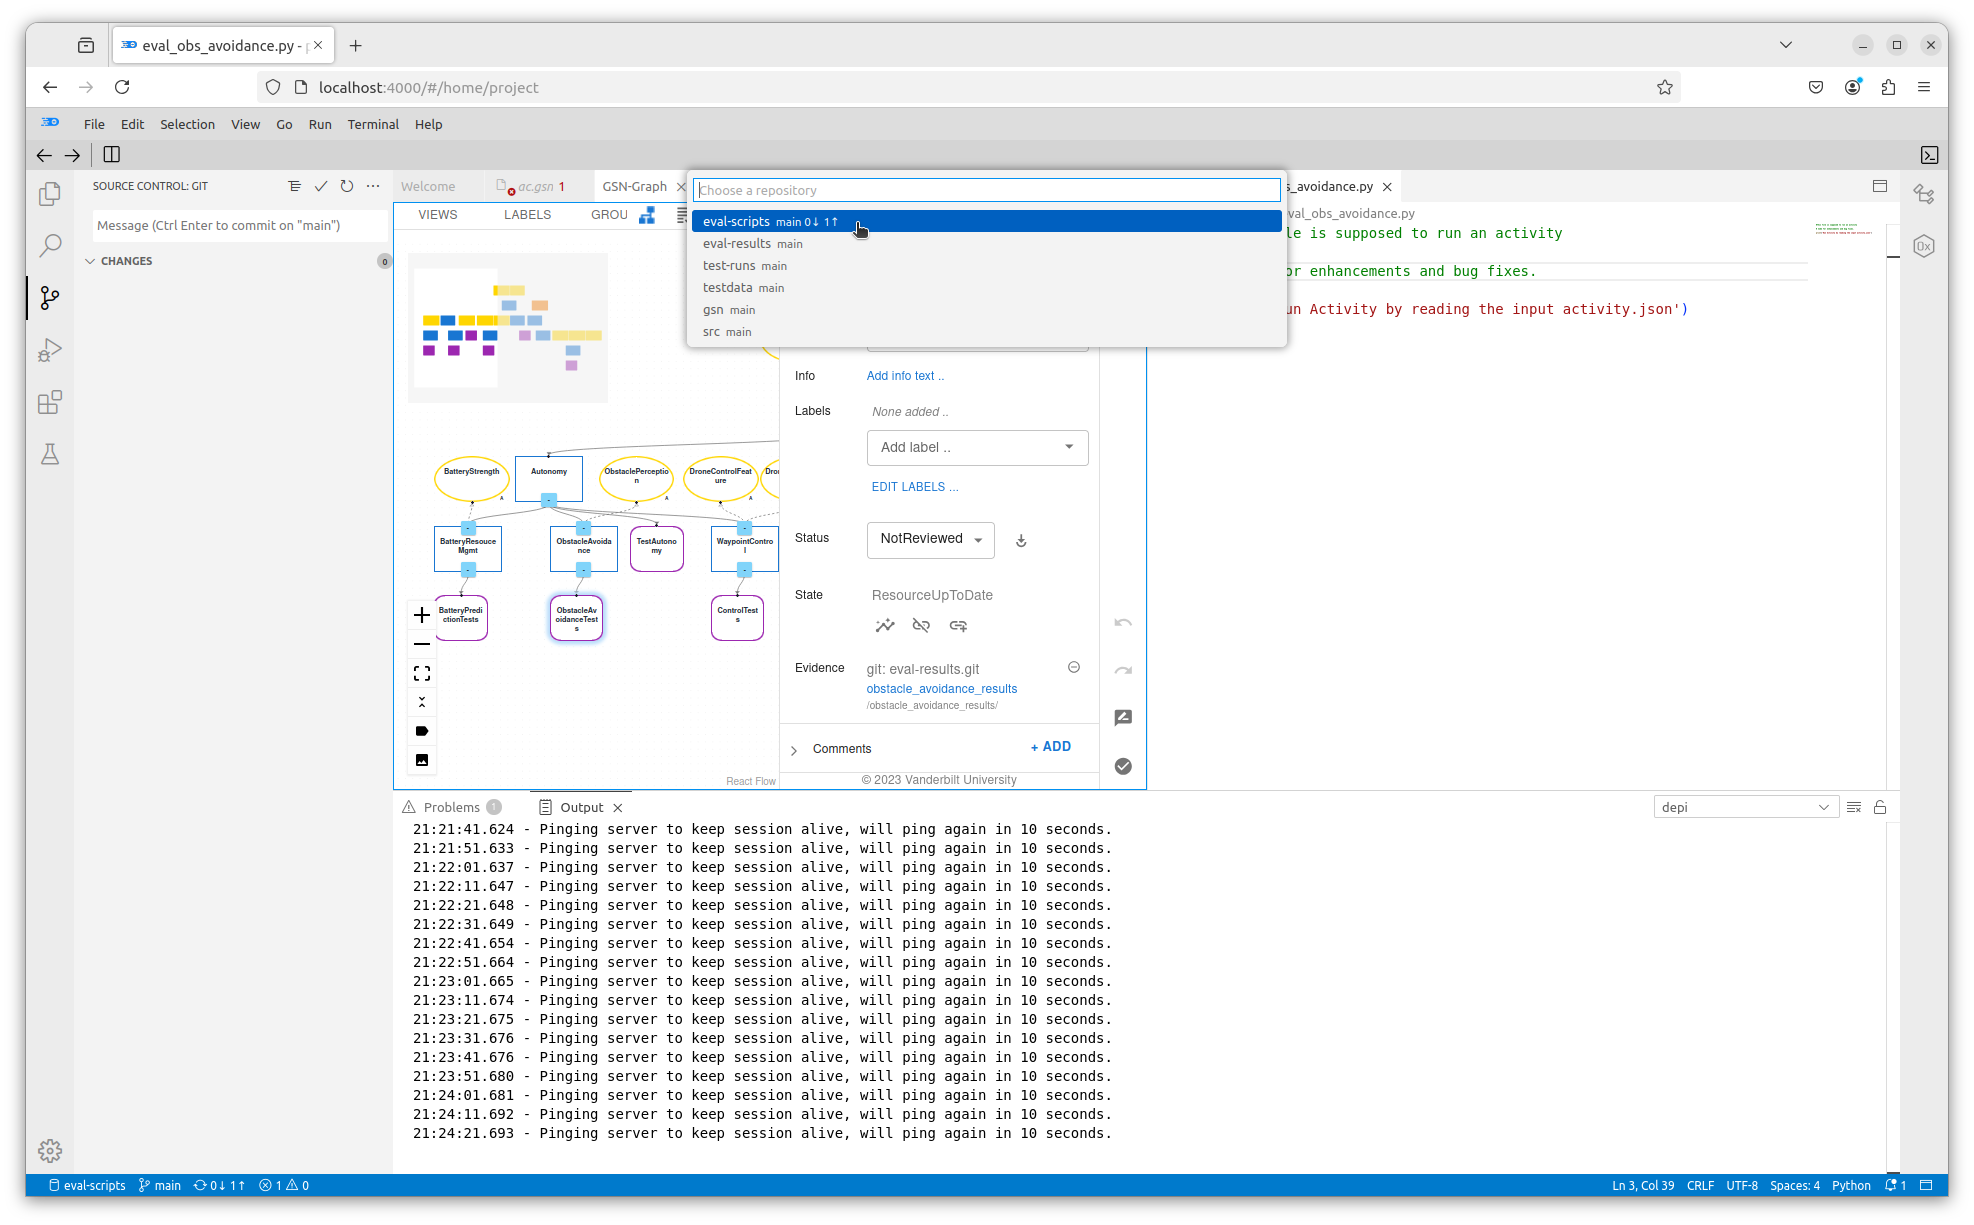 eval_obs_avoidance.py -
localhost:4000/#/home/project
File Edit Selection View Go Run Terminal Help
SOURCE CONTROL: GIT
Message (Ctrl Enter to commit on "main")
CHANGES
0
Welcome
ac.gsn 1
GSN-Graph
s_avoidance.py
VIEWS LABELS GROU
Choose a repository
eval-scripts main 0↓ 1↑
eval-results main
test-runs main
testdata main
gsn main
src main
val_obs_avoidance.py
le is supposed to run an activity
or enhancements and bug fixes.
un Activity by reading the input activity.json')
BatteryStrength
A
Autonomy
-
ObstaclePerceptio
n
A
DroneControlFeat
ure
A
Dron
-
BatteryResouce
Mgmt
-
-
ObstacleAvoida
nce
-
TestAutono
my
-
WaypointContro
l
-
BatteryPredi
ctionTests
ObstacleAv
oidanceTest
s
ControlTest
s
React Flow
Info Add info text ..
Labels None added ..
Add label ..
EDIT LABELS ...
Status NotReviewed
State ResourceUpToDate
Evidence git: eval-results.git
obstacle_avoidance_results
/obstacle_avoidance_results/
Comments + ADD
© 2023 Vanderbilt University
Problems 1 Output depi
21:21:41.624 - Pinging server to keep session alive, will ping again in 10 seconds.
21:21:51.633 - Pinging server to keep session alive, will ping again in 10 seconds.
21:22:01.637 - Pinging server to keep session alive, will ping again in 10 seconds.
21:22:11.647 - Pinging server to keep session alive, will ping again in 10 seconds.
21:22:21.648 - Pinging server to keep session alive, will ping again in 10 seconds.
21:22:31.649 - Pinging server to keep session alive, will ping again in 10 seconds.
21:22:41.654 - Pinging server to keep session alive, will ping again in 10 seconds.
21:22:51.664 - Pinging server to keep session alive, will ping again in 10 seconds.
21:23:01.665 - Pinging server to keep session alive, will ping again in 10 seconds.
21:23:11.674 - Pinging server to keep session alive, will ping again in 10 seconds.
21:23:21.675 - Pinging server to keep session alive, will ping again in 10 seconds.
21:23:31.676 - Pinging server to keep session alive, will ping again in 10 seconds.
21:23:41.676 - Pinging server to keep session alive, will ping again in 10 seconds.
21:23:51.680 - Pinging server to keep session alive, will ping again in 10 seconds.
21:24:01.681 - Pinging server to keep session alive, will ping again in 10 seconds.
21:24:11.692 - Pinging server to keep session alive, will ping again in 10 seconds.
21:24:21.693 - Pinging server to keep session alive, will ping again in 10 seconds.
eval-scripts main 0↓ 1↑ 1 0 Ln 3, Col 39 CRLF UTF-8 Spaces: 4 Python 1